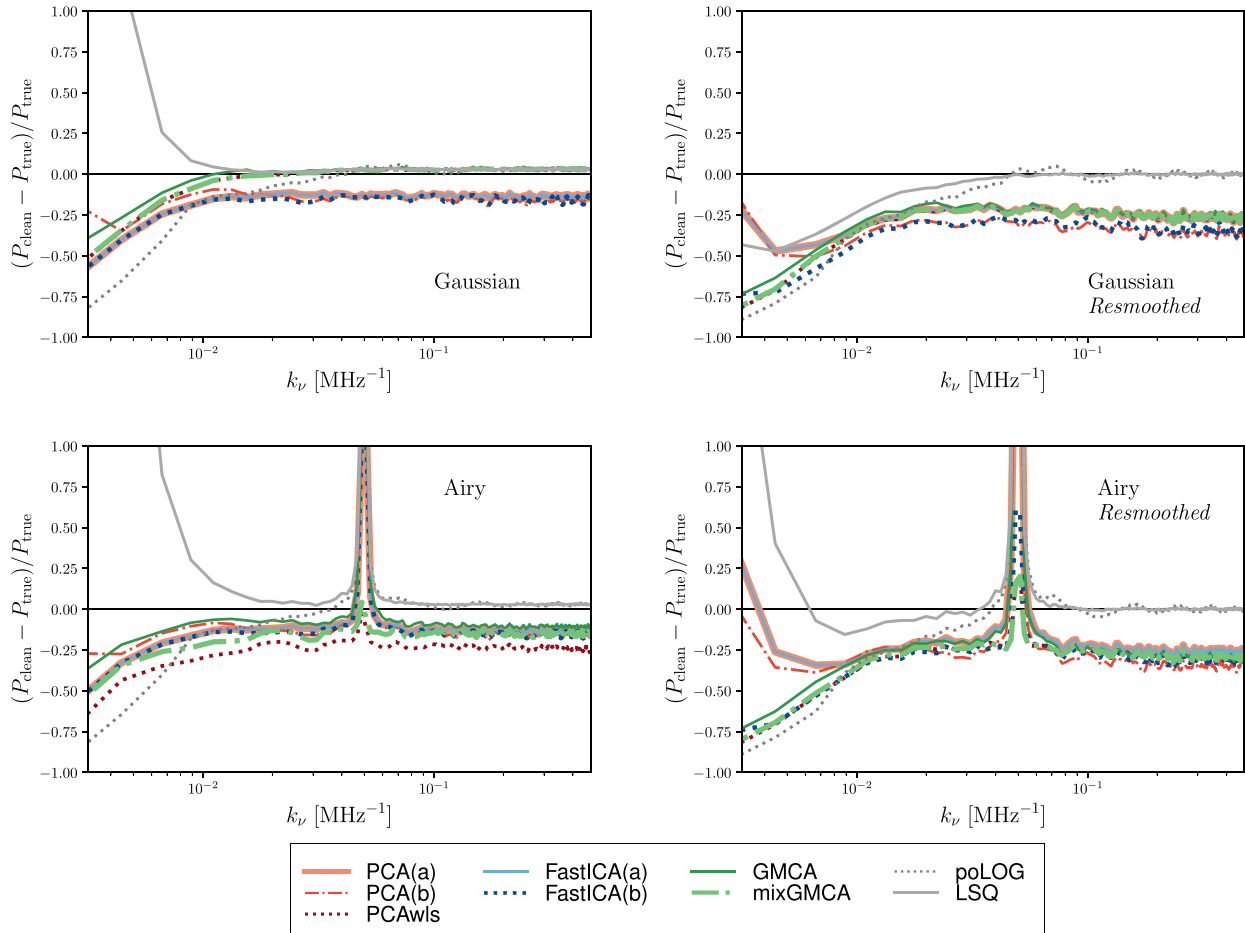 1.00
0.75
0.50
0.25
0.00
−0.25
−0.50
−0.75
−1.00
(P_clean − P_true)/P_true
Gaussian
10⁻² 10⁻¹
k_ν [MHz⁻¹]
1.00
0.75
0.50
0.25
0.00
−0.25
−0.50
−0.75
−1.00
(P_clean − P_true)/P_true
Gaussian
Resmoothed
10⁻² 10⁻¹
k_ν [MHz⁻¹]
1.00
0.75
0.50
0.25
0.00
−0.25
−0.50
−0.75
−1.00
(P_clean − P_true)/P_true
Airy
10⁻² 10⁻¹
k_ν [MHz⁻¹]
1.00
0.75
0.50
0.25
0.00
−0.25
−0.50
−0.75
−1.00
(P_clean − P_true)/P_true
Airy
Resmoothed
10⁻² 10⁻¹
k_ν [MHz⁻¹]
PCA(a) FastICA(a) GMCA poLOG
PCA(b) FastICA(b) mixGMCA LSQ
PCAwls